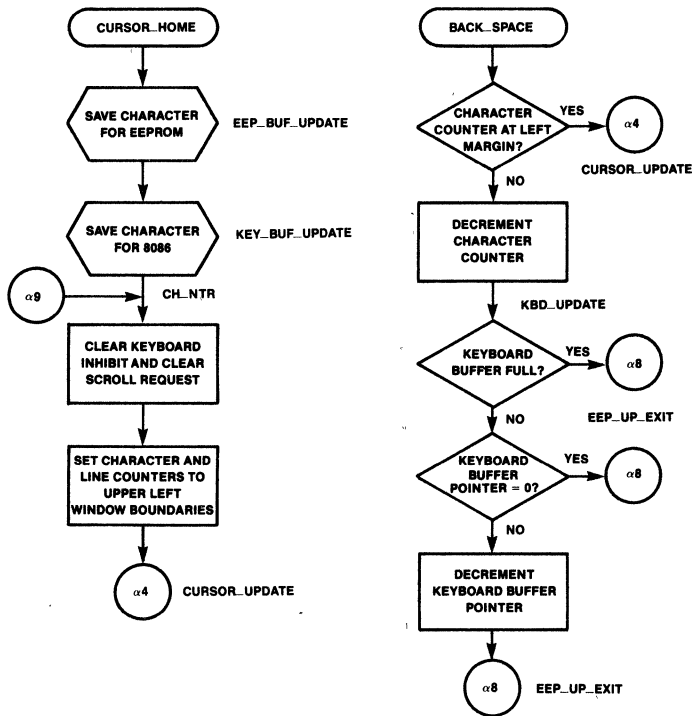 CURSOR_HOME
SAVE CHARACTER
FOR EEPROM
EEP_BUF_UPDATE
SAVE CHARACTER
FOR 8086
KEY_BUF_UPDATE
α9
CH_NTR
CLEAR KEYBOARD
INHIBIT AND CLEAR
SCROLL REQUEST
SET CHARACTER AND
LINE COUNTERS TO
UPPER LEFT
WINDOW BOUNDARIES
α4
CURSOR_UPDATE
BACK_SPACE
CHARACTER
COUNTER AT LEFT
MARGIN?
YES
α4
CURSOR_UPDATE
NO
DECREMENT
CHARACTER
COUNTER
KBD_UPDATE
KEYBOARD
BUFFER FULL?
YES
α8
EEP_UP_EXIT
NO
KEYBOARD
BUFFER
POINTER = 0?
YES
α8
NO
DECREMENT
KEYBOARD BUFFER
POINTER
α8
EEP_UP_EXIT